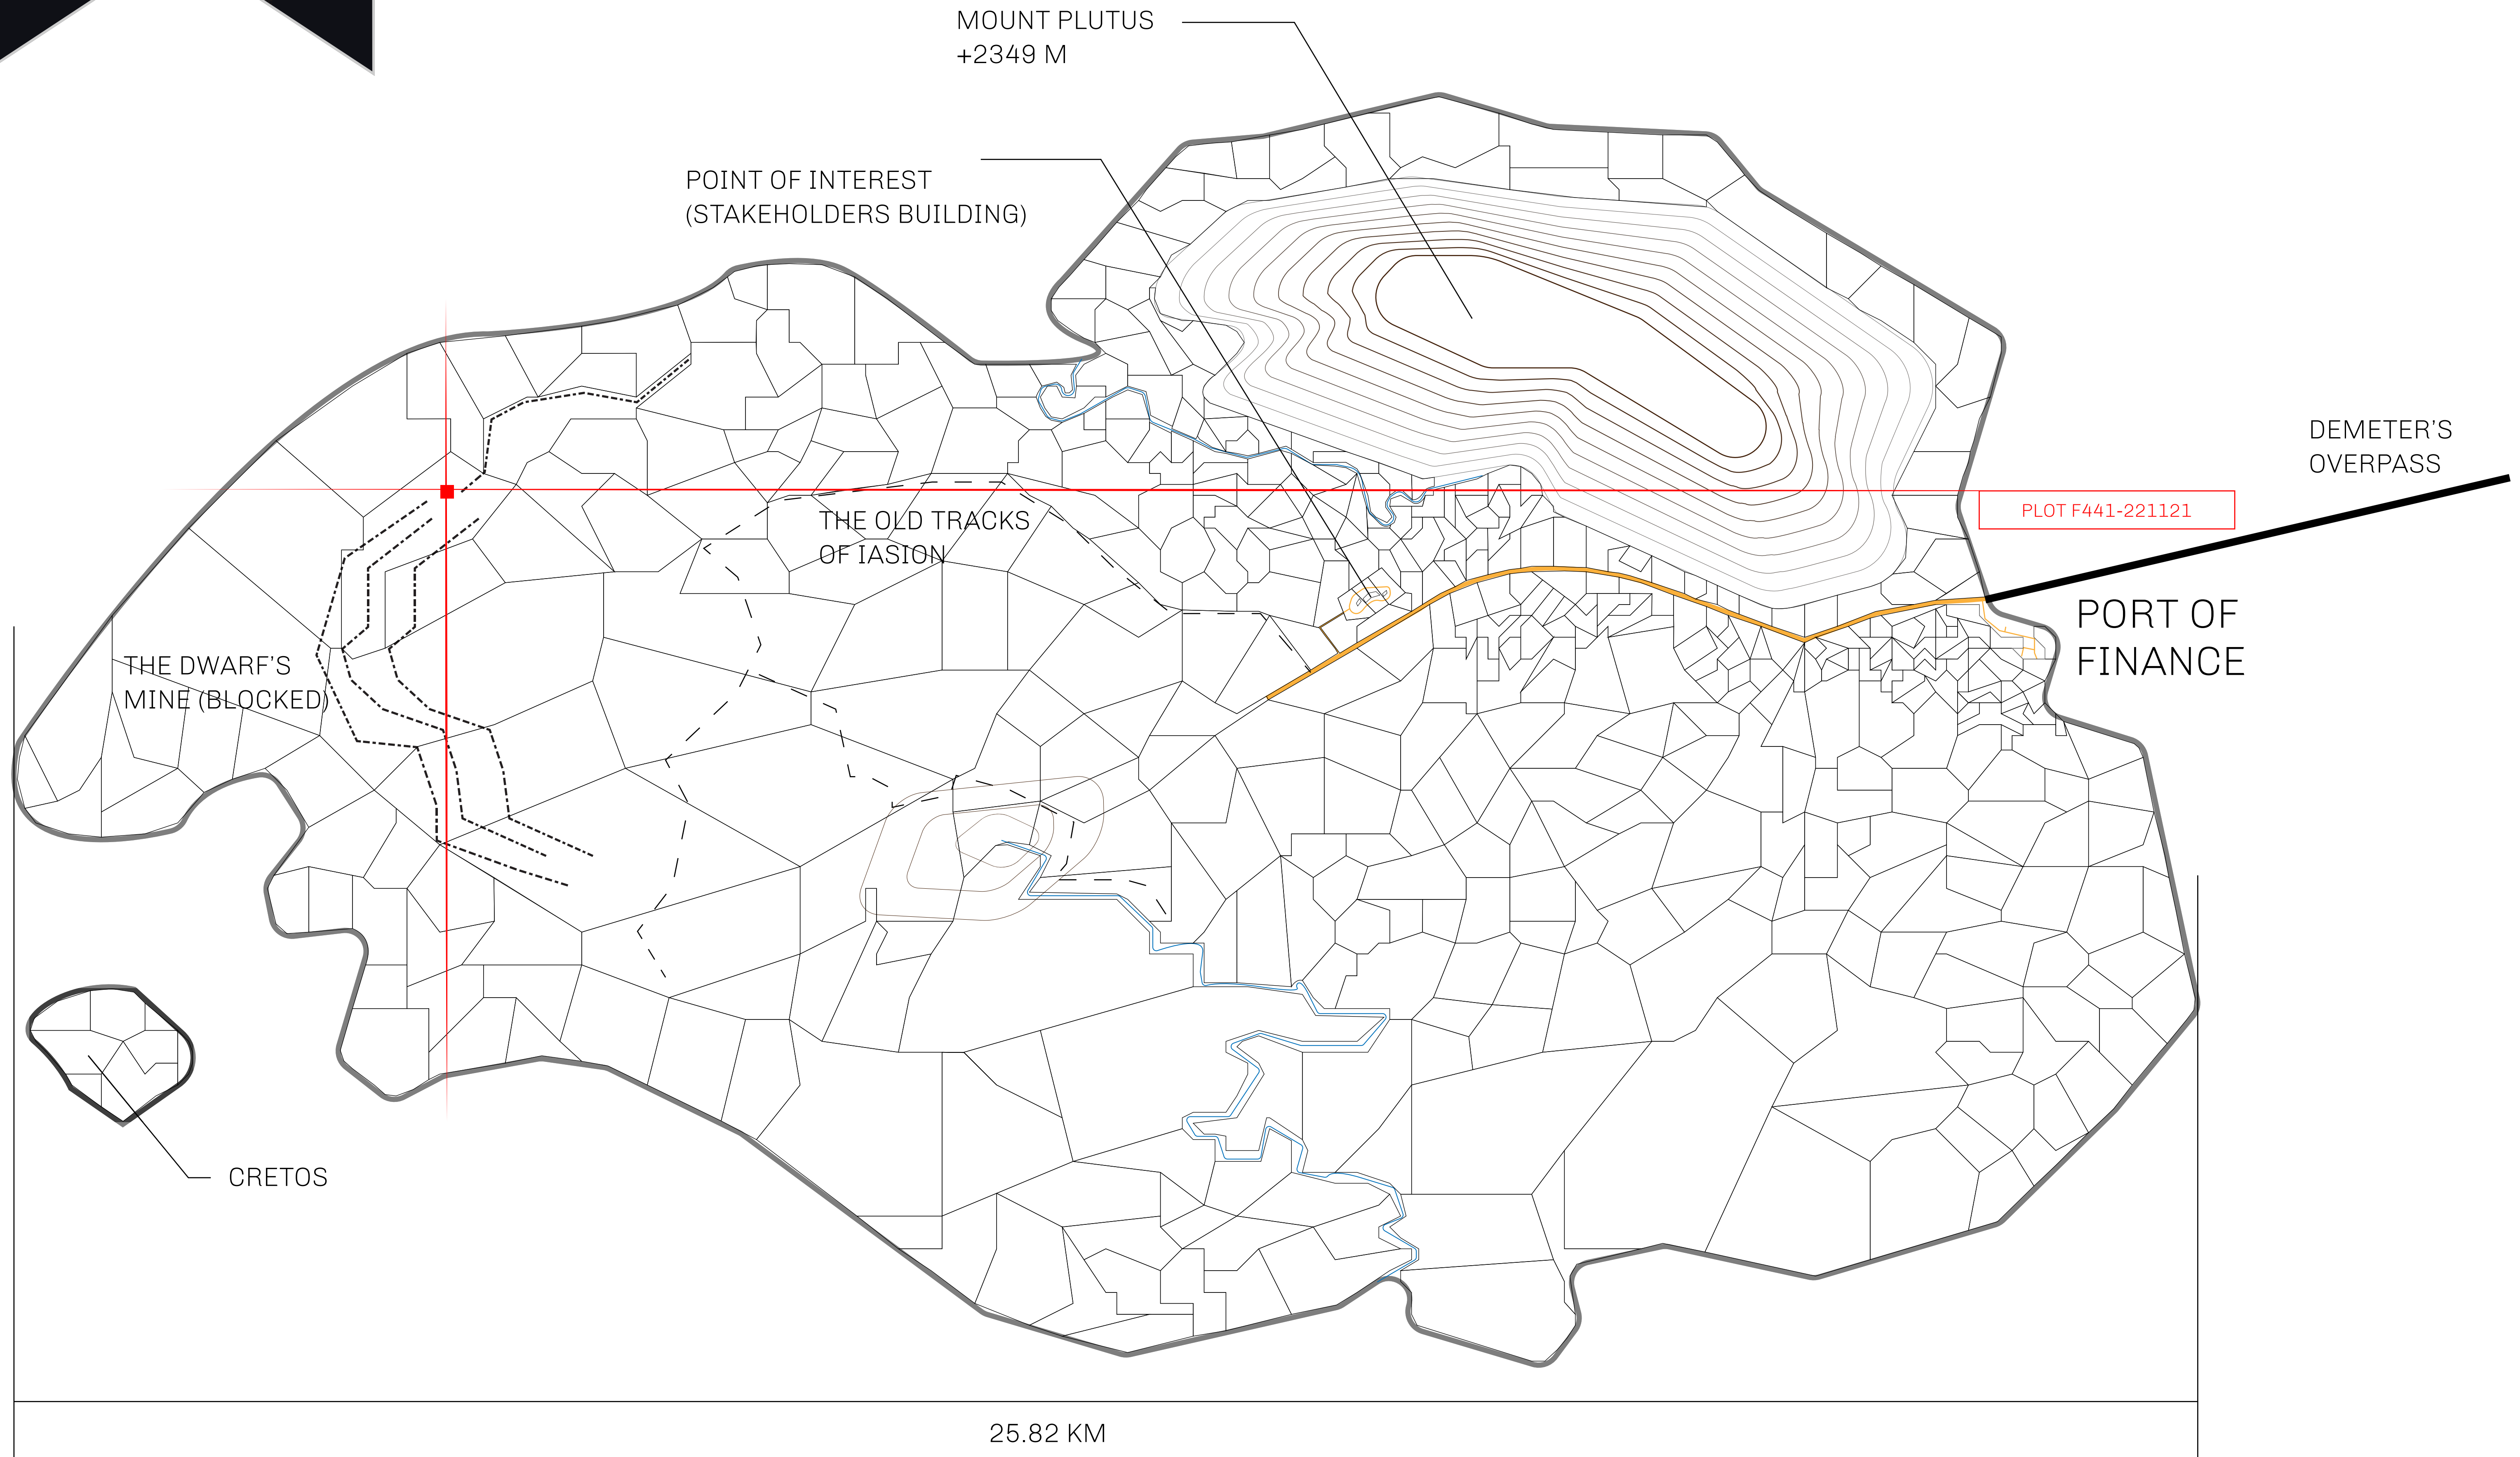 MOUNT PLUTUS
+2349 M
POINT OF INTEREST
(STAKEHOLDERS BUILDING)
DEMETER'S
OVERPASS
PLOT F441-221121
THE OLD TRACKS
OF IASION
PORT OF
FINANCE
THE DWARF'S
MINE (BLOCKED)
CRETOS
25.82 KM